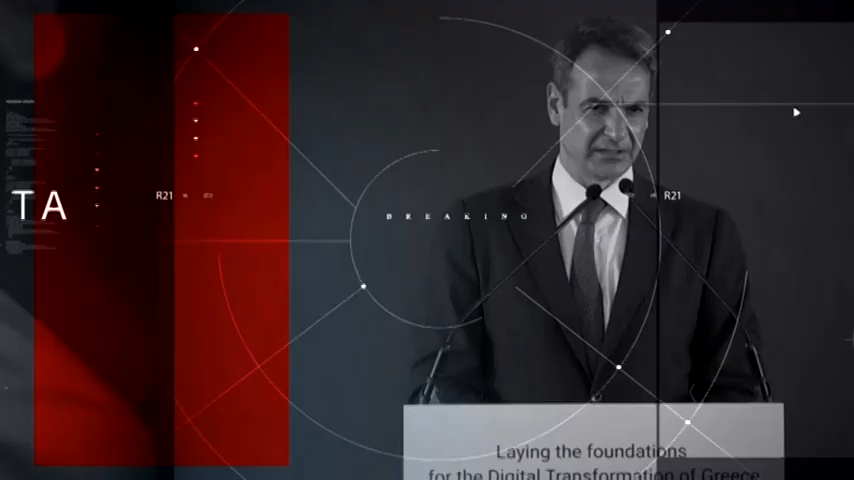 TA
R21
R21
BREAKING
Laying the foundations
for the Digital Transformation of Greece